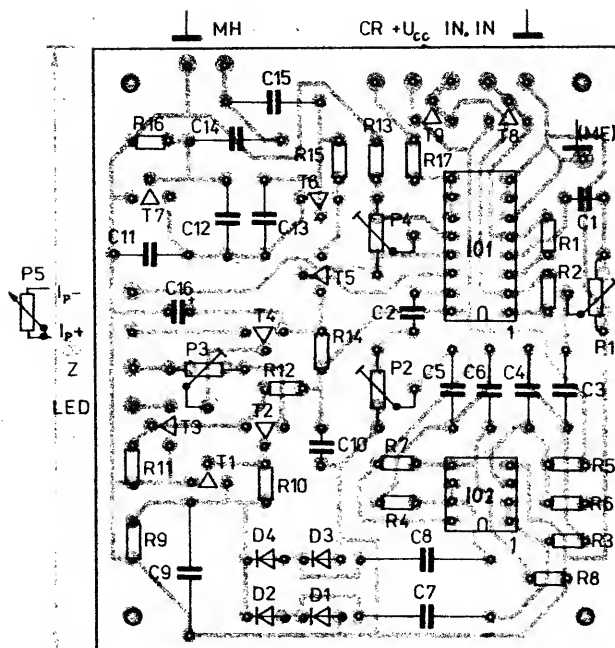 MH CR +Ucc IN. IN
C15
R16 C14 R13 T9 T8 (ME)
R15 R17
T7 T6 C1
C12 C13 P4 IO1 R1
C11
P5 Ip- T5 R2
C16 C2
Ip+ T4 R14 1 R1
P3 R12 P2 C5 C6 C4 C3
Z
LED T2
T3 C10
R11 T1 R7 R5
R10 IO2
R4 R6
R9 D4 D3 C8 1 R3
C9 R8
D2 D1 C7